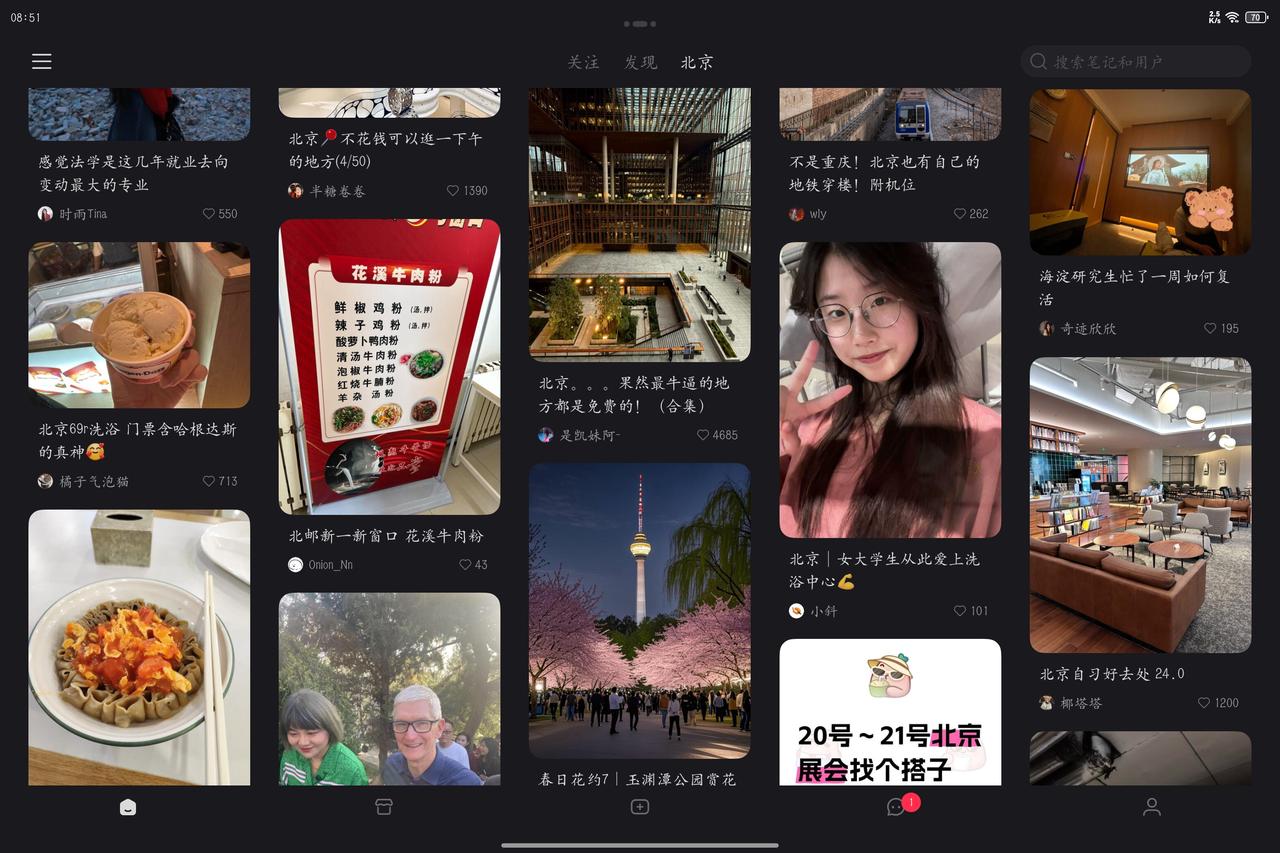 08:51
2.5
K/s
70
关注
发现
北京
搜索笔记和用户
感觉法学是这几年就业去向
变动最大的专业
时雨Tina
550
北京69r洗浴 门票含哈根达斯
的真神🥰
橘子气泡猫
713
北京📍不花钱可以逛一下午
的地方(4/50)
半糖卷卷
1390
花溪牛肉粉
鲜椒鸡粉(汤,拌)
辣子鸡粉(汤,拌)
酸萝卜鸭肉粉
清汤牛肉粉
泡椒牛肉粉
红烧牛腩粉
羊杂汤粉
北邮新一新窗口 花溪牛肉粉
Onion_Nn
43
北京。。。果然最牛逼的地
方都是免费的！（合集）
是凯妹阿-
4685
春日花约7｜玉渊潭公园赏花
不是重庆！北京也有自己的
地铁穿楼！附机位
wly
262
北京｜女大学生从此爱上洗
浴中心💪
小斜
101
20号~21号北京
展会找个搭子
海淀研究生忙了一周如何复
活
奇迹欣欣
195
北京自习好去处 24.0
椰塔塔
1200
1